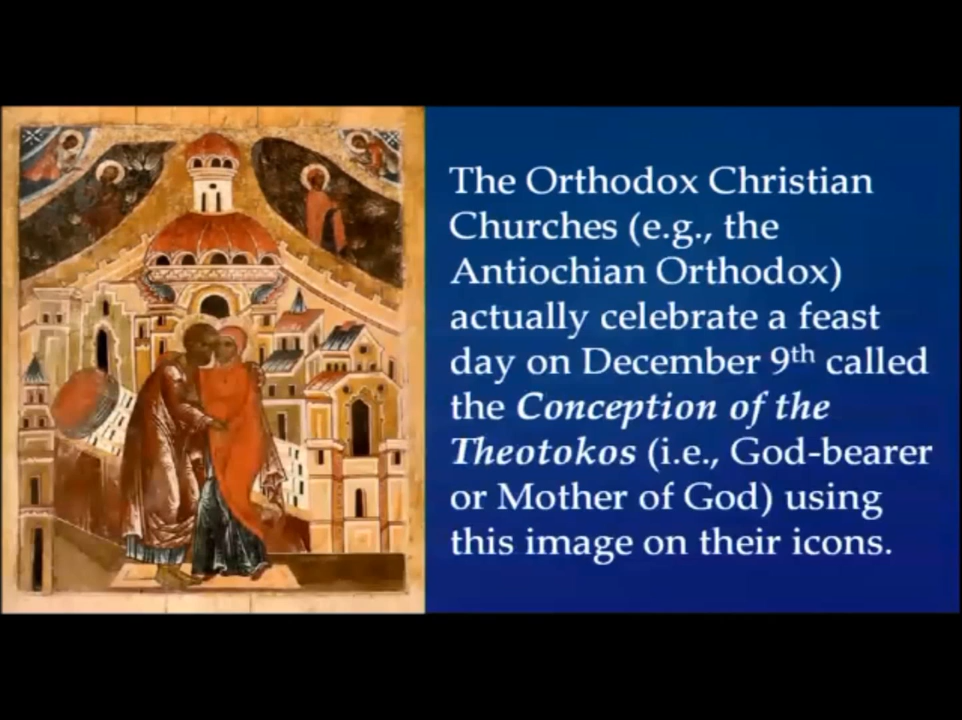 The Orthodox Christian
Churches (e.g., the
Antiochian Orthodox)
actually celebrate a feast
day on December 9th called
the Conception of the
Theotokos (i.e., God-bearer
or Mother of God) using
this image on their icons.